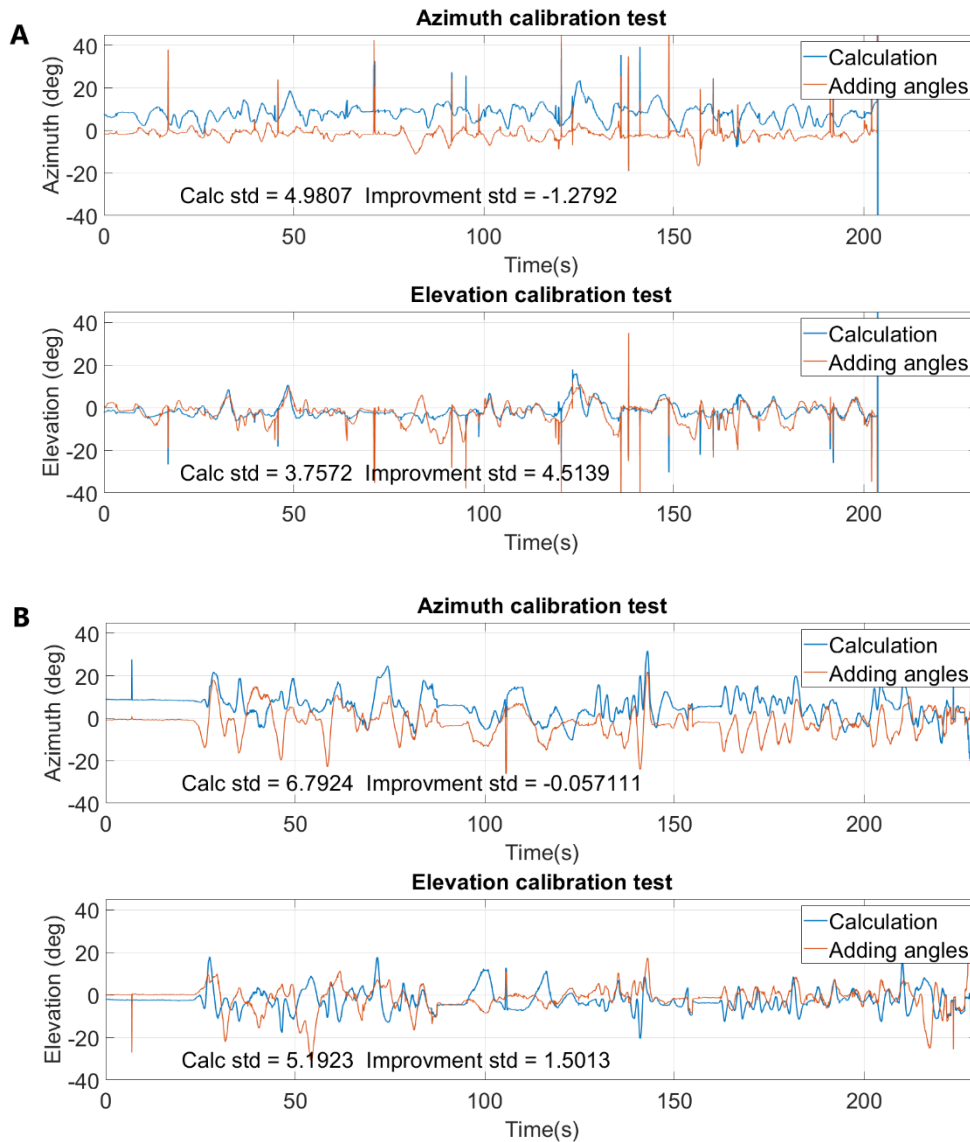 A
Azimuth calibration test
Azimuth (deg)
40
20
0
-20
-40
Calculation
Adding angles
Calc std = 4.9807 Improvment std = -1.2792
0 50 100 150 200
Time(s)
Elevation calibration test
Elevation (deg)
40
20
0
-20
-40
Calculation
Adding angles
Calc std = 3.7572 Improvment std = 4.5139
0 50 100 150 200
Time(s)
B
Azimuth calibration test
Azimuth (deg)
40
20
0
-20
-40
Calculation
Adding angles
Calc std = 6.7924 Improvment std = -0.057111
0 50 100 150 200
Time(s)
Elevation calibration test
Elevation (deg)
40
20
0
-20
-40
Calculation
Adding angles
Calc std = 5.1923 Improvment std = 1.5013
0 50 100 150 200
Time(s)